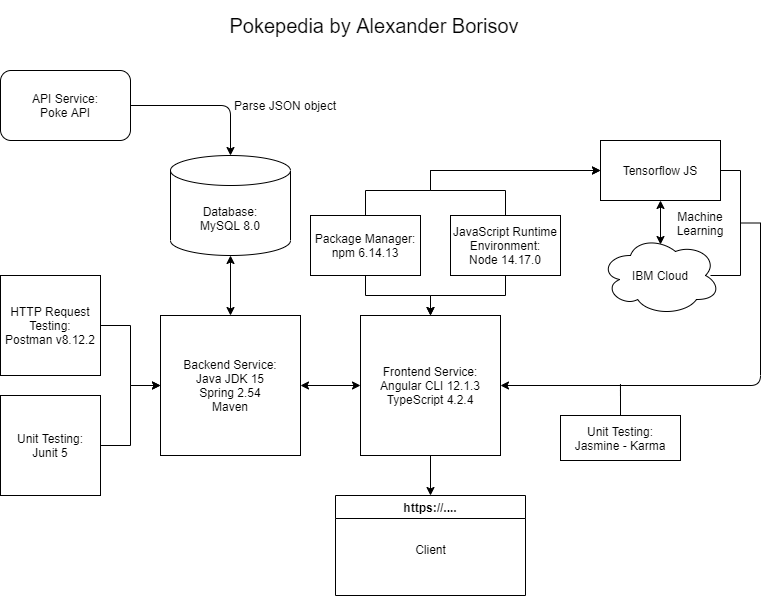 Pokepedia by Alexander Borisov
API Service:
Poke API
Parse JSON object
Database:
MySQL 8.0
Tensorflow JS
Machine
Learning
IBM Cloud
Package Manager:
npm 6.14.13
JavaScript Runtime
Environment:
Node 14.17.0
HTTP Request
Testing:
Postman v8.12.2
Backend Service:
Java JDK 15
Spring 2.54
Maven
Frontend Service:
Angular CLI 12.1.3
TypeScript 4.2.4
Unit Testing:
Junit 5
Unit Testing:
Jasmine - Karma
https://....
Client